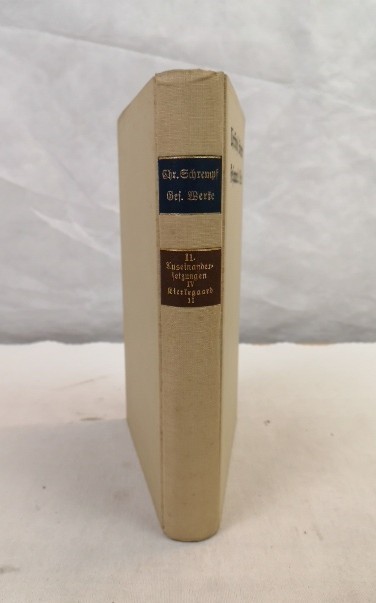 Chr. Schrempf
Ges. Werke
11.
Auseinander-
setzungen
IV
Kierkegaard
II